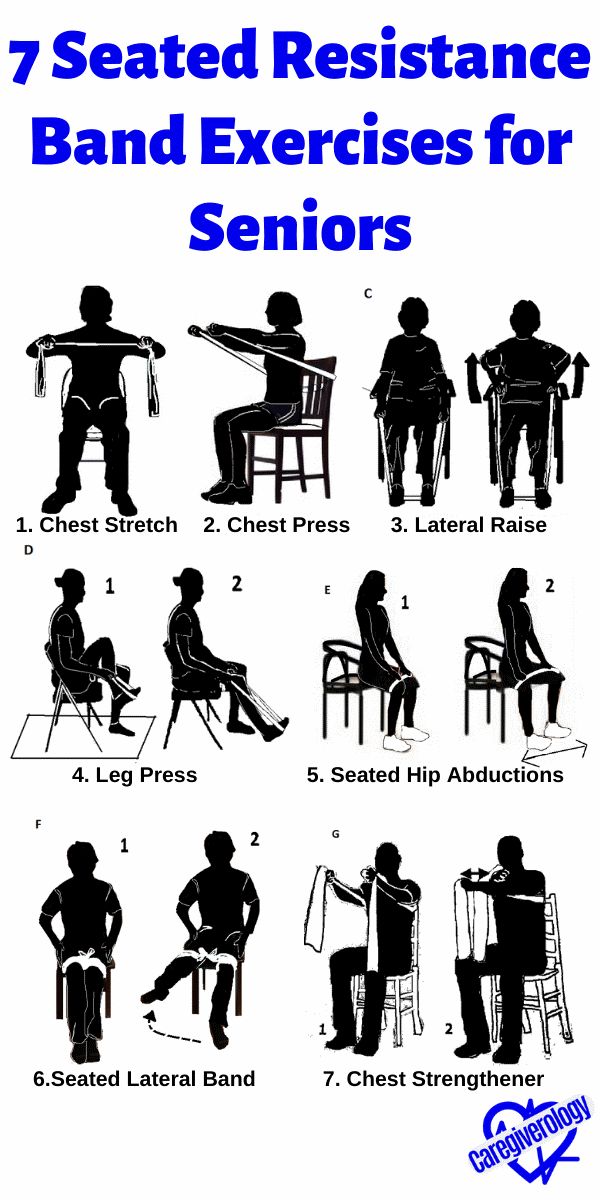 7 Seated Resistance
Band Exercises for
Seniors
C
1. Chest Stretch
2. Chest Press
3. Lateral Raise
D
1
2
E
1
2
4. Leg Press
5. Seated Hip Abductions
F
1
2
G
1
2
6.Seated Lateral Band
7. Chest Strengthener
Caregiverology